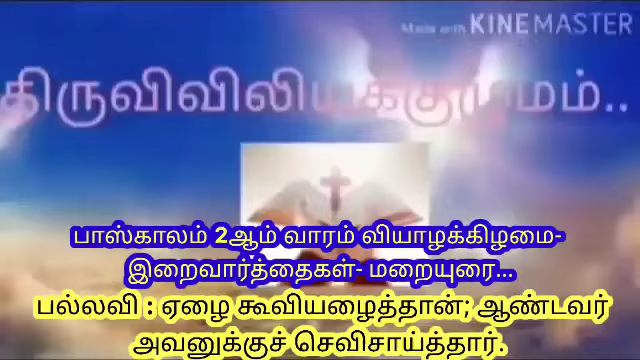 Made with KINEMASTER
பாஸ்காலம் 2ஆம் வாரம் வியாழக்கிழமை-
இறைவார்த்தைகள்- மறையுரை...
பல்லவி : ஏழை கூவியழைத்தான்; ஆண்டவர்
அவனுக்குச் செவிசாய்த்தார்.